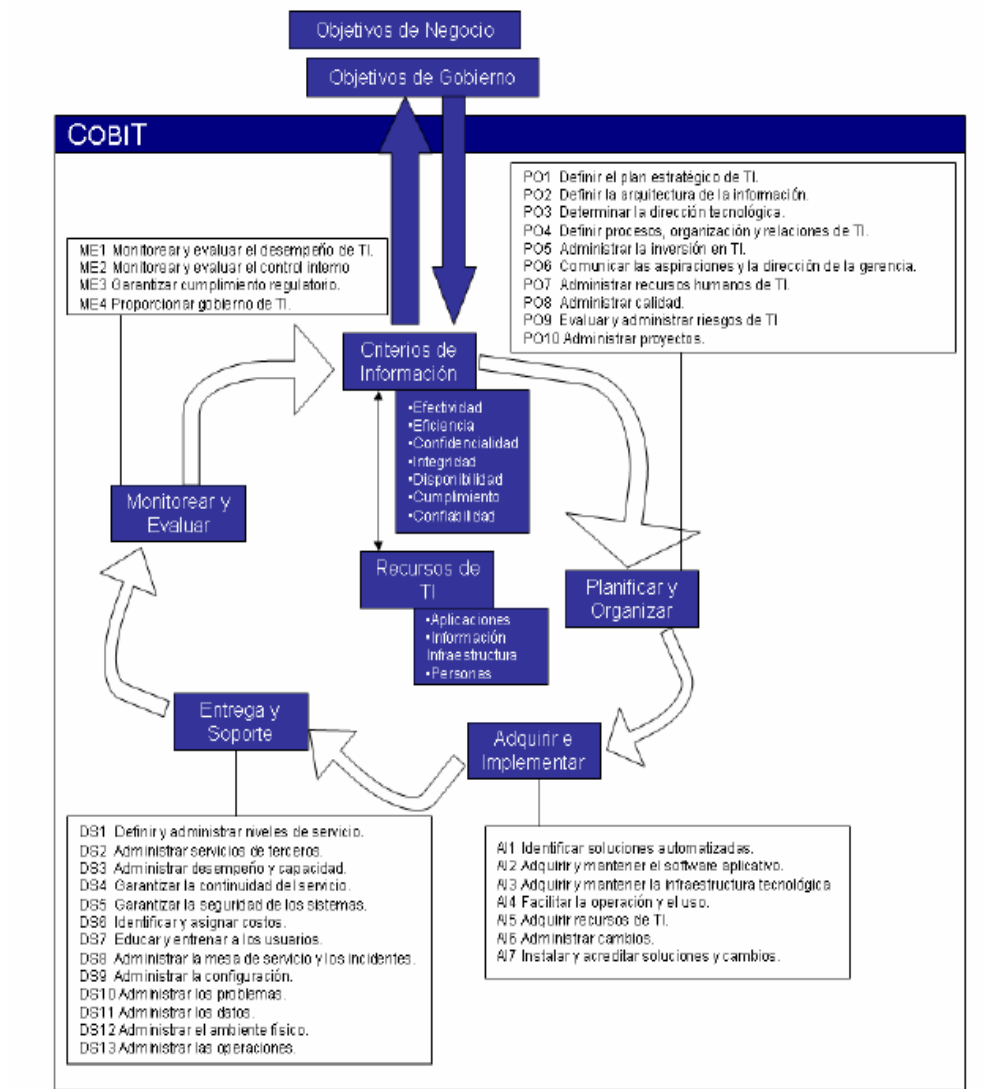 Objetivos de Negocio
Objetivos de Gobierno
COBIT
PO1 Definir el plan estratégico de TI.
PO2 Definir la arquitectura de la información.
PO3 Determinar la dirección tecnológica.
PO4 Definir procesos, organización y relaciones de TI.
PO5 Administrar la inversión en TI.
PO6 Comunicar las aspiraciones y la dirección de la gerencia.
PO7 Administrar recursos humanos de TI.
PO8 Administrar calidad.
PO9 Evaluar y administrar riesgos de TI
PO10 Administrar proyectos.
ME1 Monitorear y evaluar el desempeño de TI.
ME2 Monitorear y evaluar el control interno
ME3 Garantizar cumplimiento regulatorio.
ME4 Proporcionar gobierno de TI.
Criterios de
Información
•Efectividad
•Eficiencia
•Confidencialidad
•Integridad
•Disponibilidad
•Cumplimiento
•Confiabilidad
Monitorear y
Evaluar
Recursos de
TI
•Aplicaciones
•Información
Infraestructura
•Personas
Planificar y
Organizar
Entrega y
Soporte
Adquirir e
Implementar
DS1 Definir y administrar niveles de servicio.
DS2 Administrar servicios de terceros.
DS3 Administrar desempeño y capacidad.
DS4 Garantizar la continuidad del servicio.
DS5 Garantizar la seguridad de los sistemas.
DS6 Identificar y asignar costos.
DS7 Educar y entrenar a los usuarios.
DS8 Administrar la mesa de servicio y los incidentes.
DS9 Administrar la configuración.
DS10 Administrar los problemas.
DS11 Administrar los datos.
DS12 Administrar el ambiente físico.
DS13 Administrar las operaciones.
AI1 Identificar soluciones automatizadas.
AI2 Adquirir y mantener el software aplicativo.
AI3 Adquirir y mantener la infraestructura tecnológica
AI4 Facilitar la operación y el uso.
AI5 Adquirir recursos de TI.
AI6 Administrar cambios.
AI7 Instalar y acreditar soluciones y cambios.